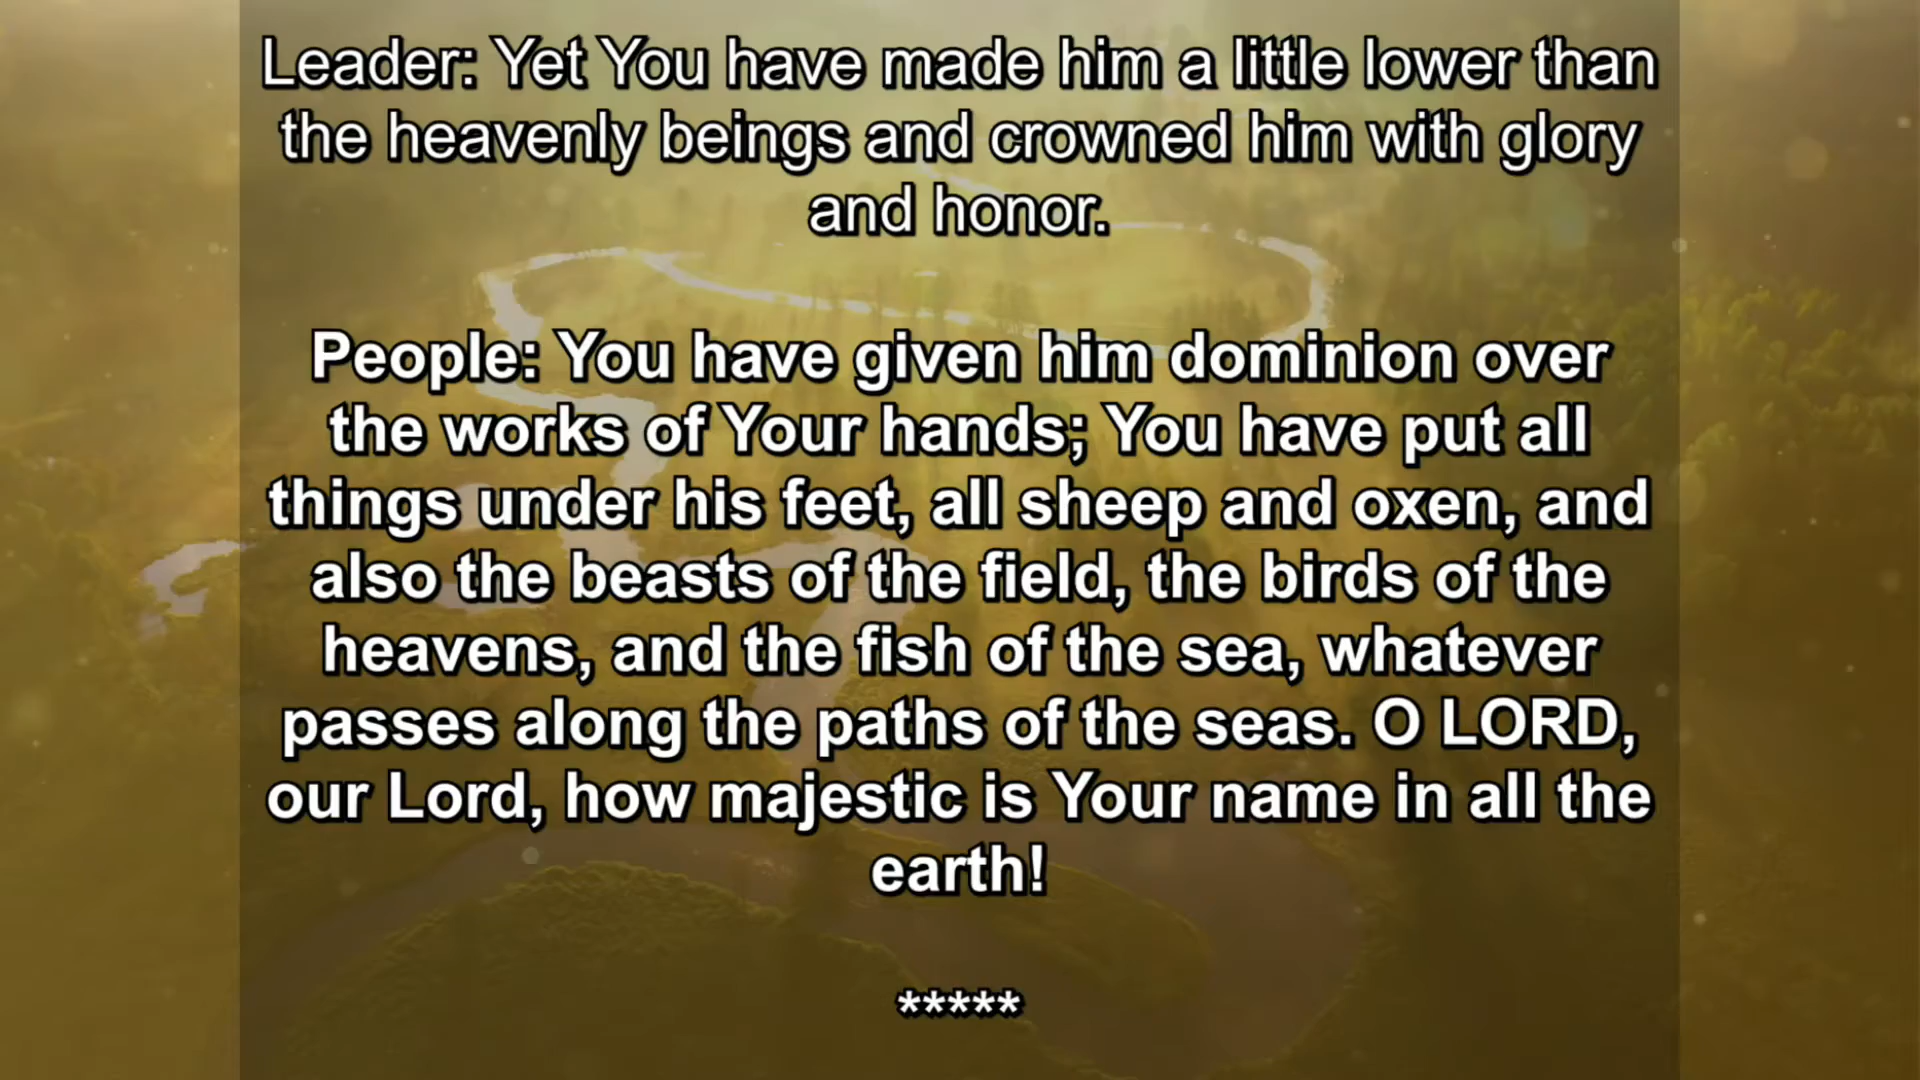 Leader: Yet You have made him a little lower than
the heavenly beings and crowned him with glory
and honor.
People: You have given him dominion over
the works of Your hands; You have put all
things under his feet, all sheep and oxen, and
also the beasts of the field, the birds of the
heavens, and the fish of the sea, whatever
passes along the paths of the seas. O LORD,
our Lord, how majestic is Your name in all the
earth!
*****